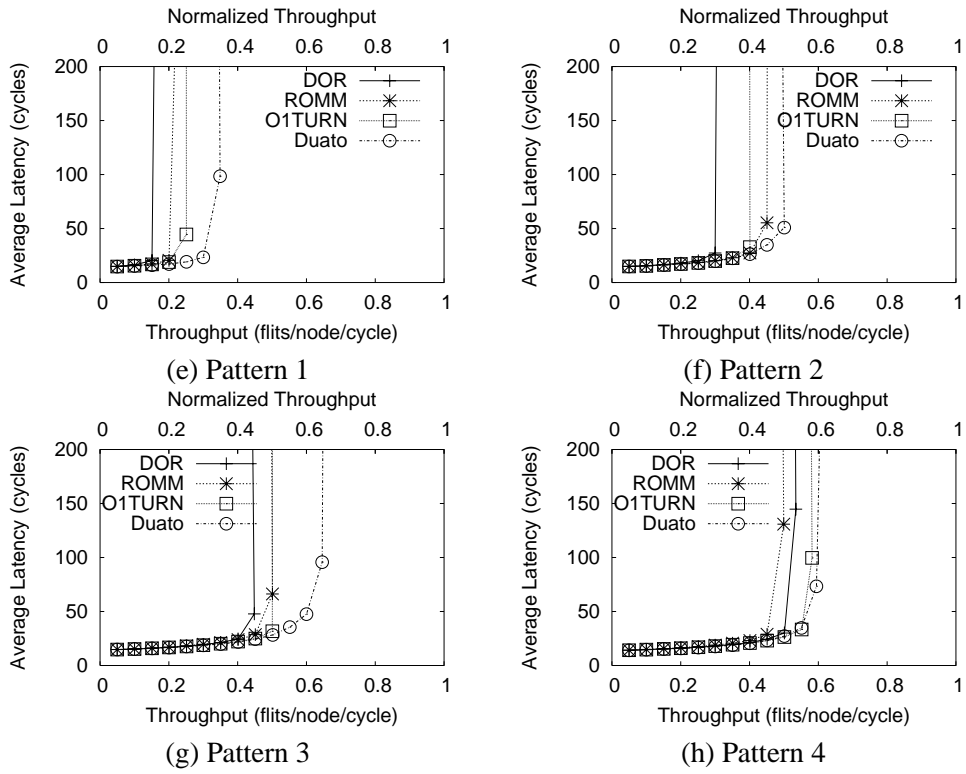 Normalized Throughput
0 0.2 0.4 0.6 0.8 1
200
150
100
50
0
Average Latency (cycles)
DOR
ROMM
O1TURN
Duato
0 0.2 0.4 0.6 0.8 1
Throughput (flits/node/cycle)
(e) Pattern 1
Normalized Throughput
0 0.2 0.4 0.6 0.8 1
200
150
100
50
0
Average Latency (cycles)
DOR
ROMM
O1TURN
Duato
0 0.2 0.4 0.6 0.8 1
Throughput (flits/node/cycle)
(f) Pattern 2
Normalized Throughput
0 0.2 0.4 0.6 0.8 1
200
150
100
50
0
Average Latency (cycles)
DOR
ROMM
O1TURN
Duato
0 0.2 0.4 0.6 0.8 1
Throughput (flits/node/cycle)
(g) Pattern 3
Normalized Throughput
0 0.2 0.4 0.6 0.8 1
200
150
100
50
0
Average Latency (cycles)
DOR
ROMM
O1TURN
Duato
0 0.2 0.4 0.6 0.8 1
Throughput (flits/node/cycle)
(h) Pattern 4